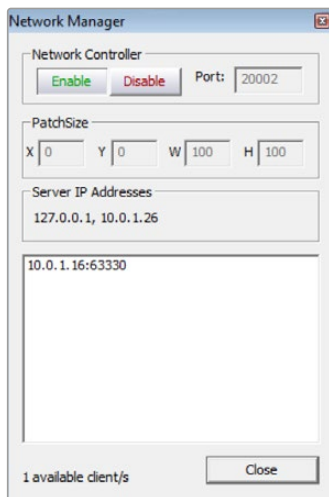 Network Manager
Network Controller
Enable Disable Port: 20002
PatchSize
X 0 Y 0 W 100 H 100
Server IP Addresses
127.0.0.1, 10.0.1.26
10.0.1.16:63330
1 available client/s Close